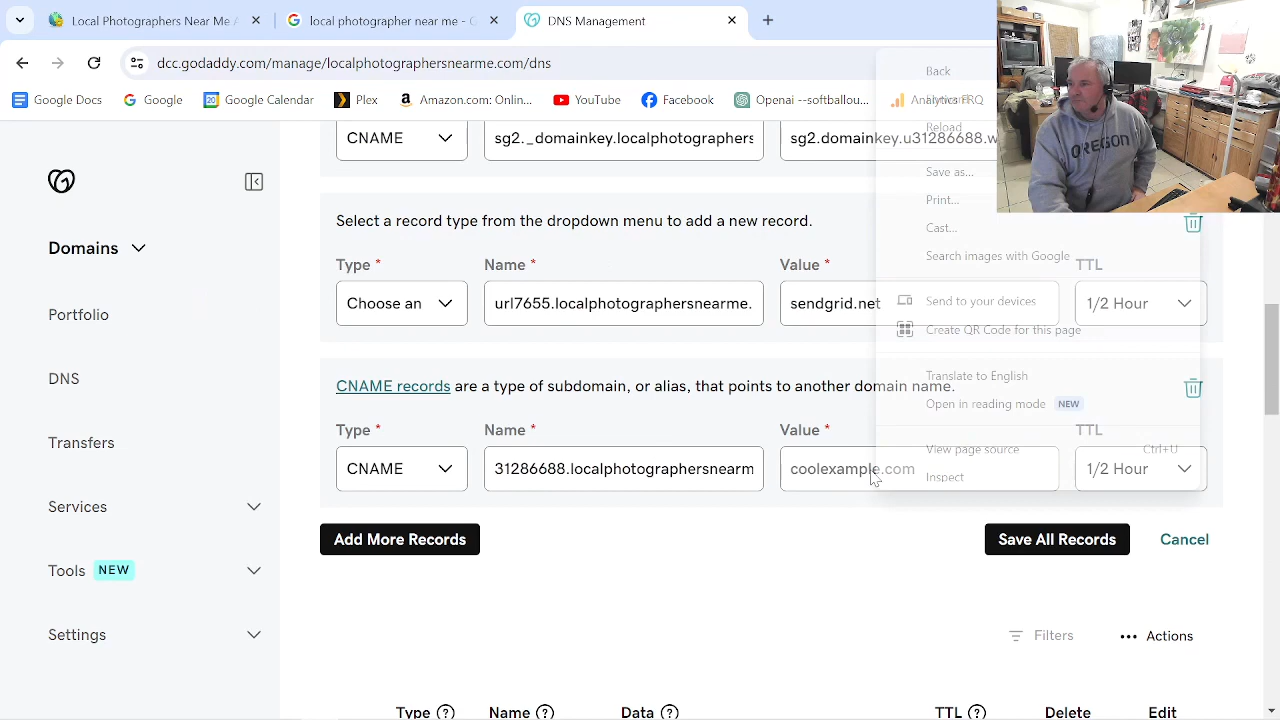 Local Photographers Near Me
local photographer near me - G
DNS Management
dcc.godaddy.com/manage/localphotographersnearme.com/dns
Google Docs
Google
Google Calendar
Amazon.com: Onlin...
YouTube
Facebook
Openai --softballou...
Analytics
RQ
OREGON
Domains
Portfolio
DNS
Transfers
Services
Tools NEW
Settings
CNAME
sg2._domainkey.localphotographers
sg2.domainkey.u31286688.w
Select a record type from the dropdown menu to add a new record.
Type * Name * Value * TTL
Choose an url7655.localphotographersnearme. sendgrid.net 1/2 Hour
CNAME records are a type of subdomain, or alias, that points to another domain name.
Type * Name * Value * TTL
CNAME 31286688.localphotographersnearm coolexample.com 1/2 Hour
Add More Records
Save All Records
Cancel
Filters
Actions
Type
Name
Data
TTL
Delete
Edit
Back
Forward
Reload
Save as...
Print...
Cast...
Search images with Google
Send to your devices
Create QR Code for this page
Translate to English
Open in reading mode NEW
View page source Ctrl+U
Inspect